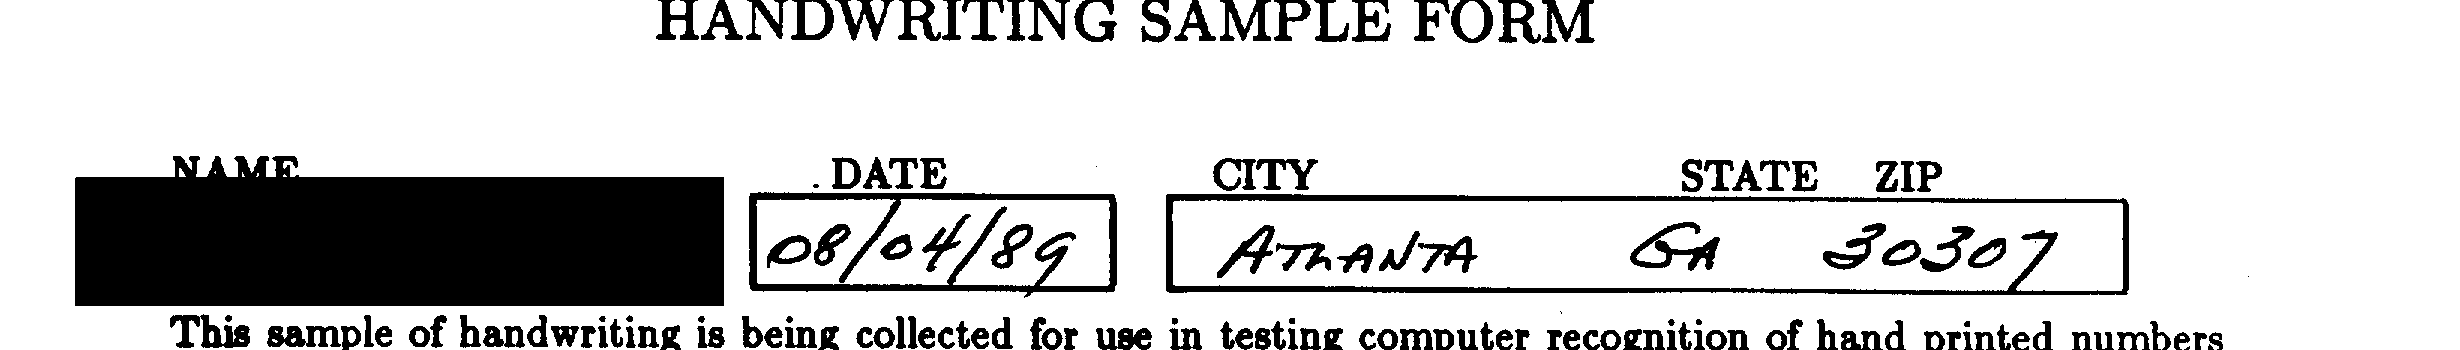 HANDWRITING SAMPLE FORM
NAME DATE CITY STATE ZIP
08/04/89 ATLANTA GA 30307
This sample of handwriting is being collected for use in testing computer recognition of hand printed numbers